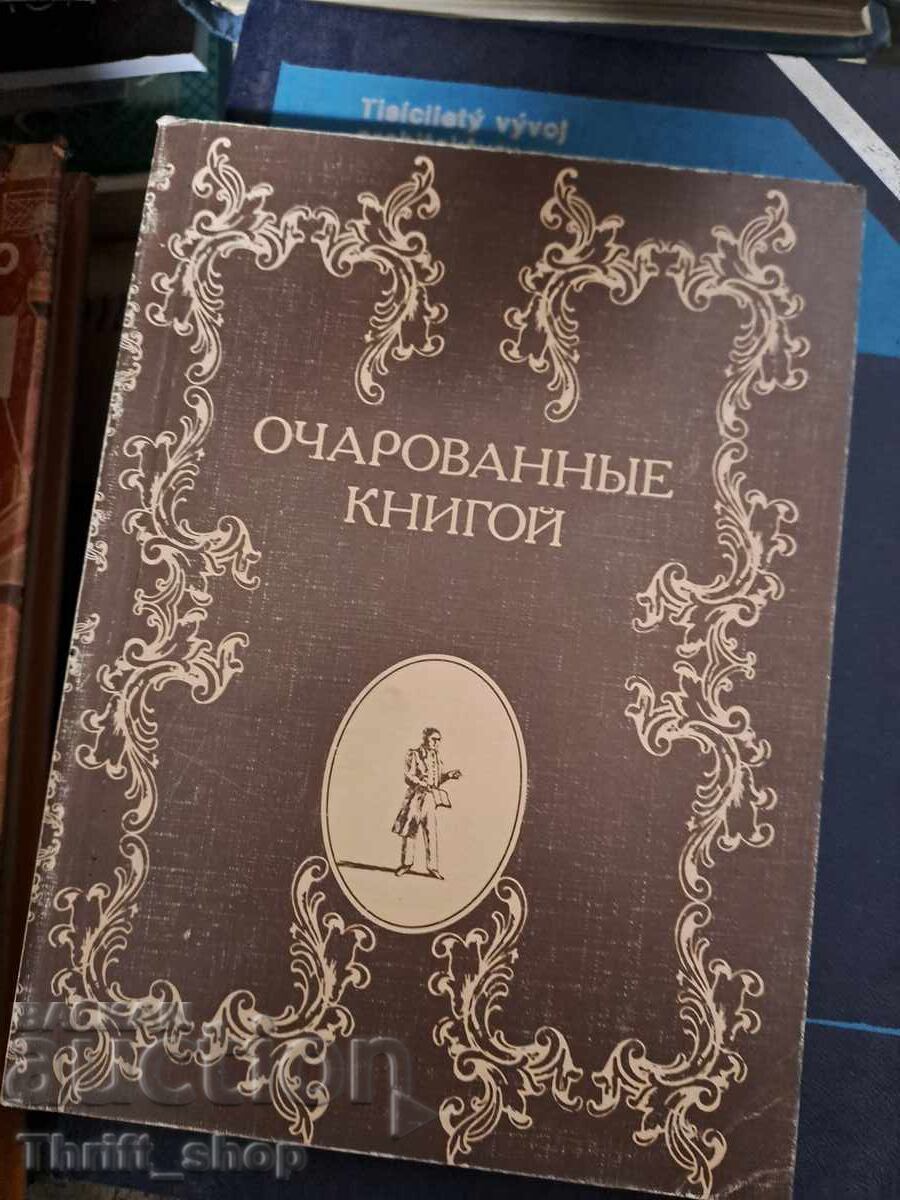 Tisíciletý vývoj
ОЧАРОВАННЫЕ
КНИГОЙ
auction
Thrift_shop